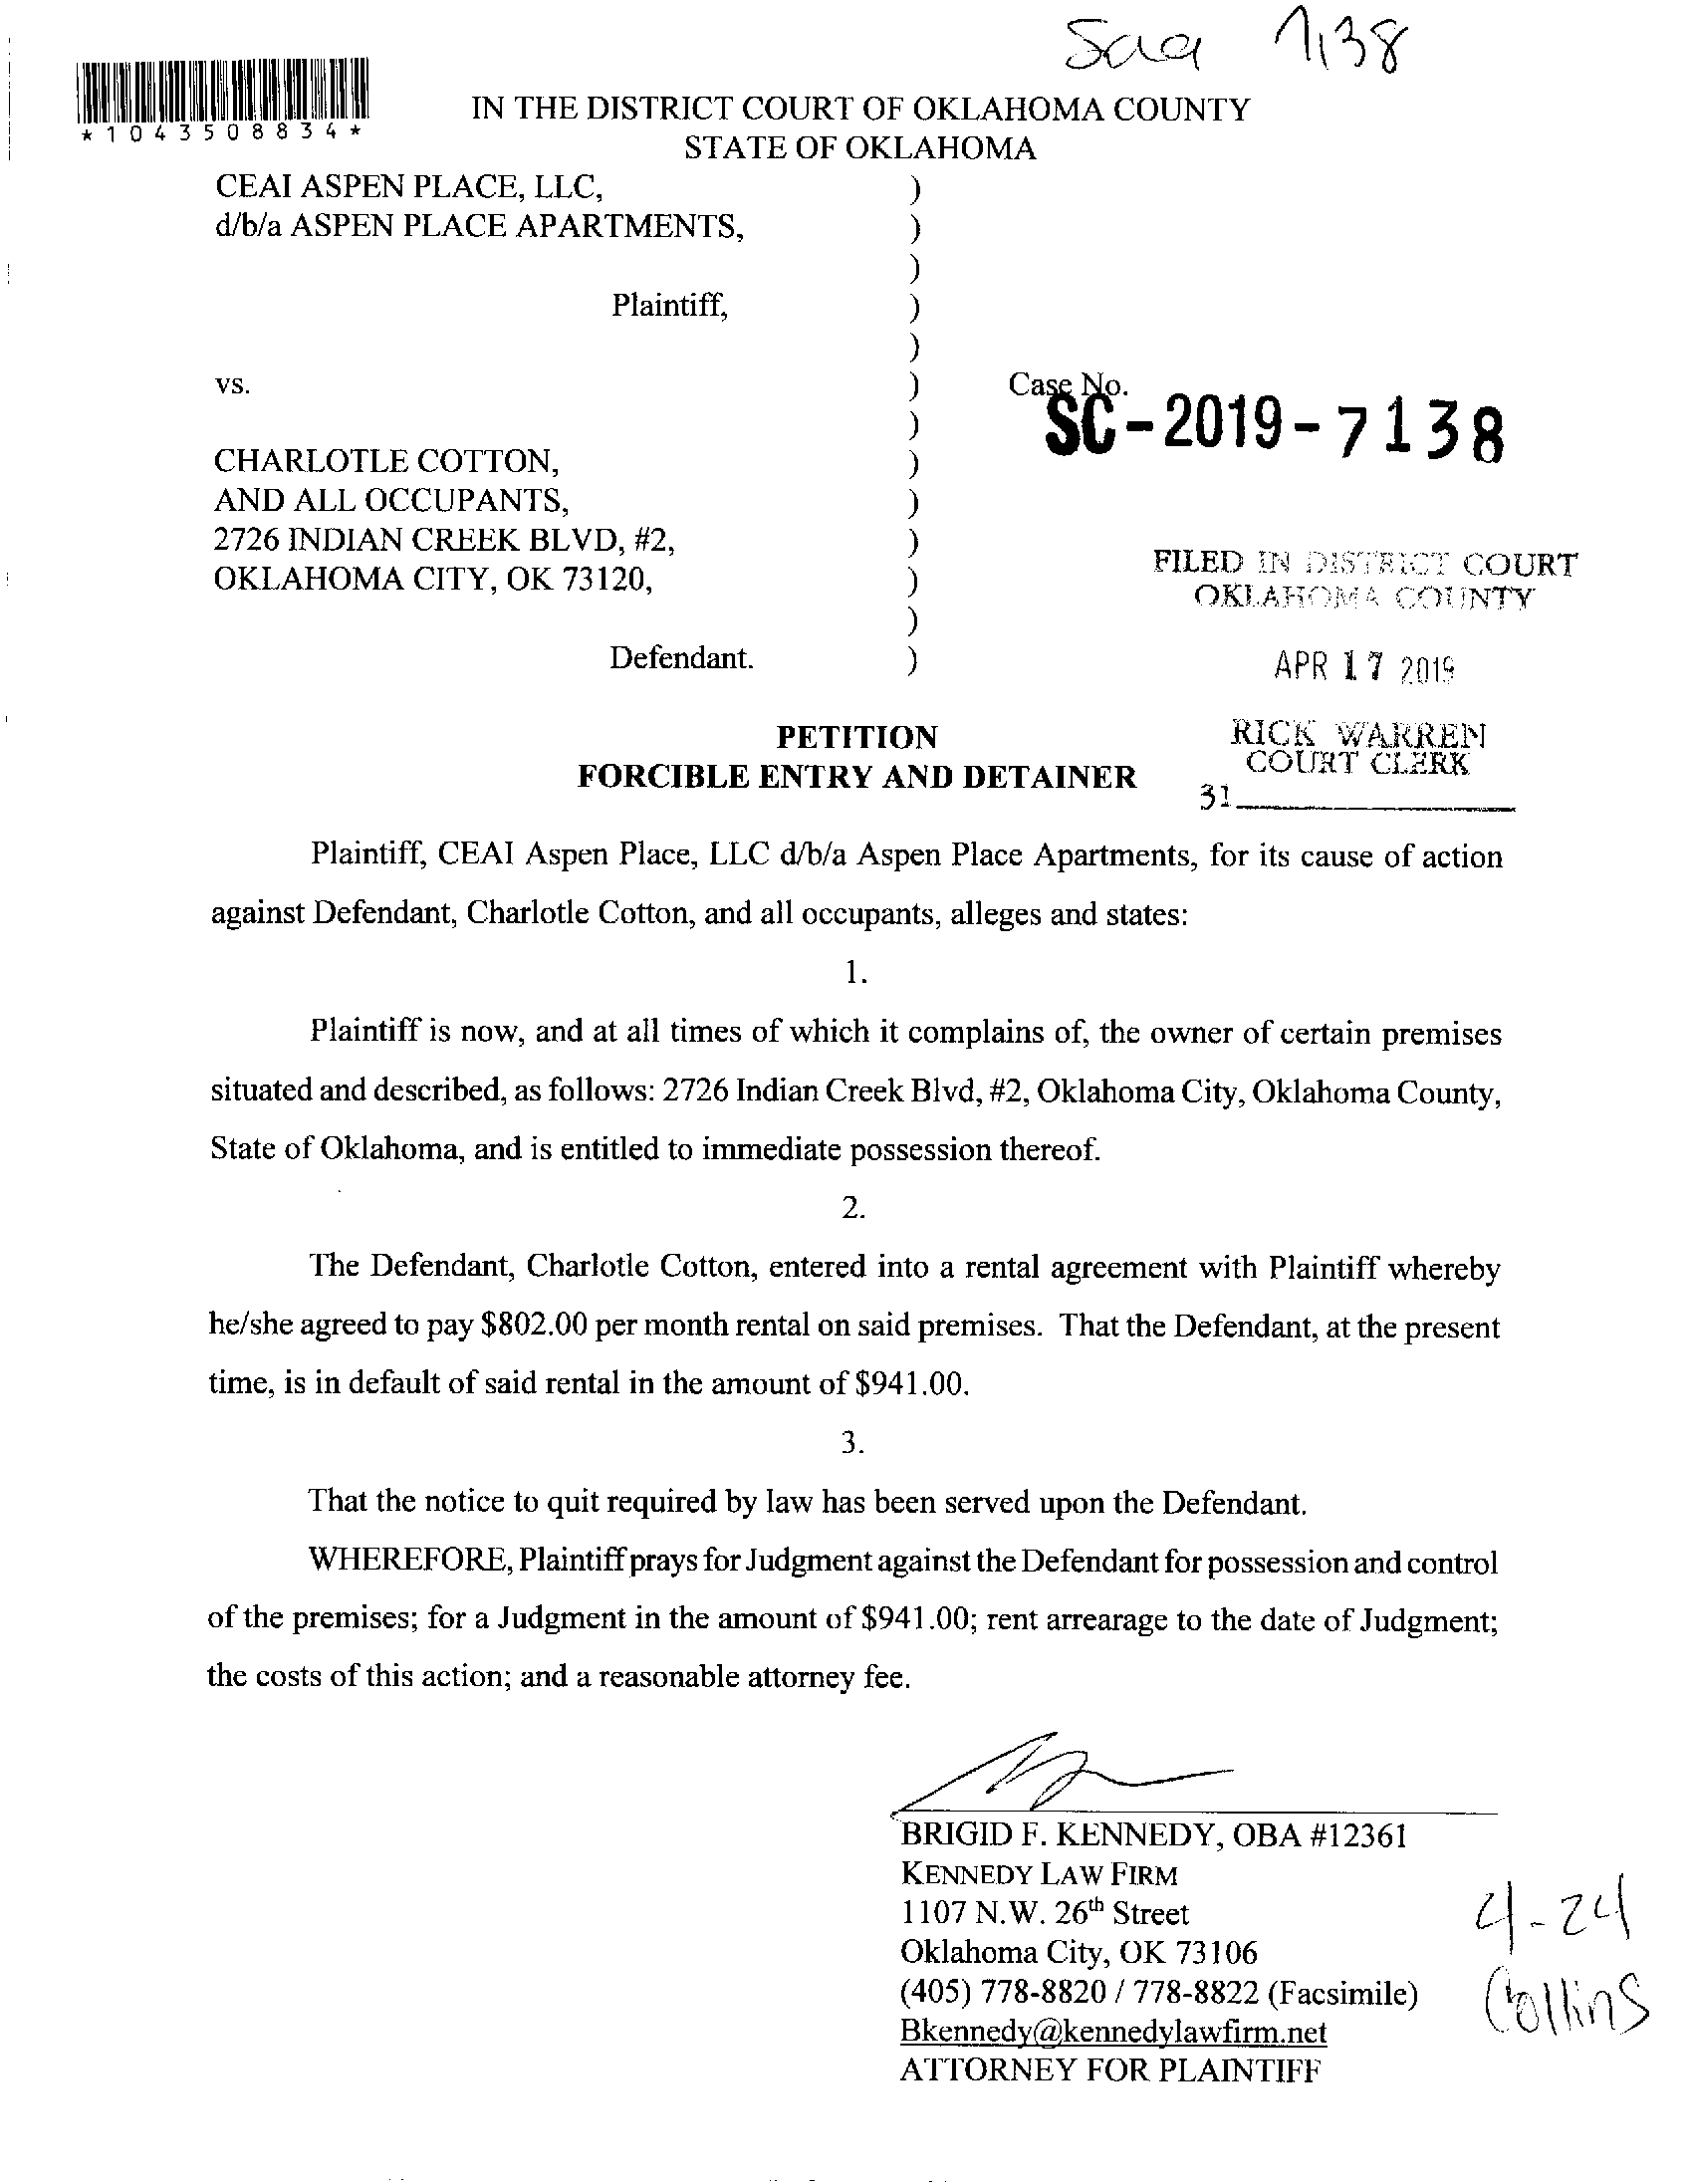 1,38
*1043508834*
IN THE DISTRICT COURT OF OKLAHOMA COUNTY
STATE OF OKLAHOMA
CEAI ASPEN PLACE, LLC, )
d/b/a ASPEN PLACE APARTMENTS, )
)
Plaintiff, )
)
vs. ) Case No.
) SC-2019-7138
CHARLOTLE COTTON, )
AND ALL OCCUPANTS, )
2726 INDIAN CREEK BLVD, #2, )
OKLAHOMA CITY, OK 73120, )
)
Defendant. )
FILED IN DISTRICT COURT
OKLAHOMA COUNTY
APR 17 2019
RICK WARREN
COURT CLERK
31
PETITION
FORCIBLE ENTRY AND DETAINER
Plaintiff, CEAI Aspen Place, LLC d/b/a Aspen Place Apartments, for its cause of action
against Defendant, Charlotle Cotton, and all occupants, alleges and states:
1.
Plaintiff is now, and at all times of which it complains of, the owner of certain premises
situated and described, as follows: 2726 Indian Creek Blvd, #2, Oklahoma City, Oklahoma County,
State of Oklahoma, and is entitled to immediate possession thereof.
2.
The Defendant, Charlotle Cotton, entered into a rental agreement with Plaintiff whereby
he/she agreed to pay $802.00 per month rental on said premises. That the Defendant, at the present
time, is in default of said rental in the amount of $941.00.
3.
That the notice to quit required by law has been served upon the Defendant.
WHEREFORE, Plaintiff prays for Judgment against the Defendant for possession and control
of the premises; for a Judgment in the amount of $941.00; rent arrearage to the date of Judgment;
the costs of this action; and a reasonable attorney fee.
BRIGID F. KENNEDY, OBA #12361
KENNEDY LAW FIRM
1107 N.W. 26th Street
Oklahoma City, OK 73106
(405) 778-8820 / 778-8822 (Facsimile)
Bkennedy@kennedylawfirm.net
ATTORNEY FOR PLAINTIFF
4-24
Collins